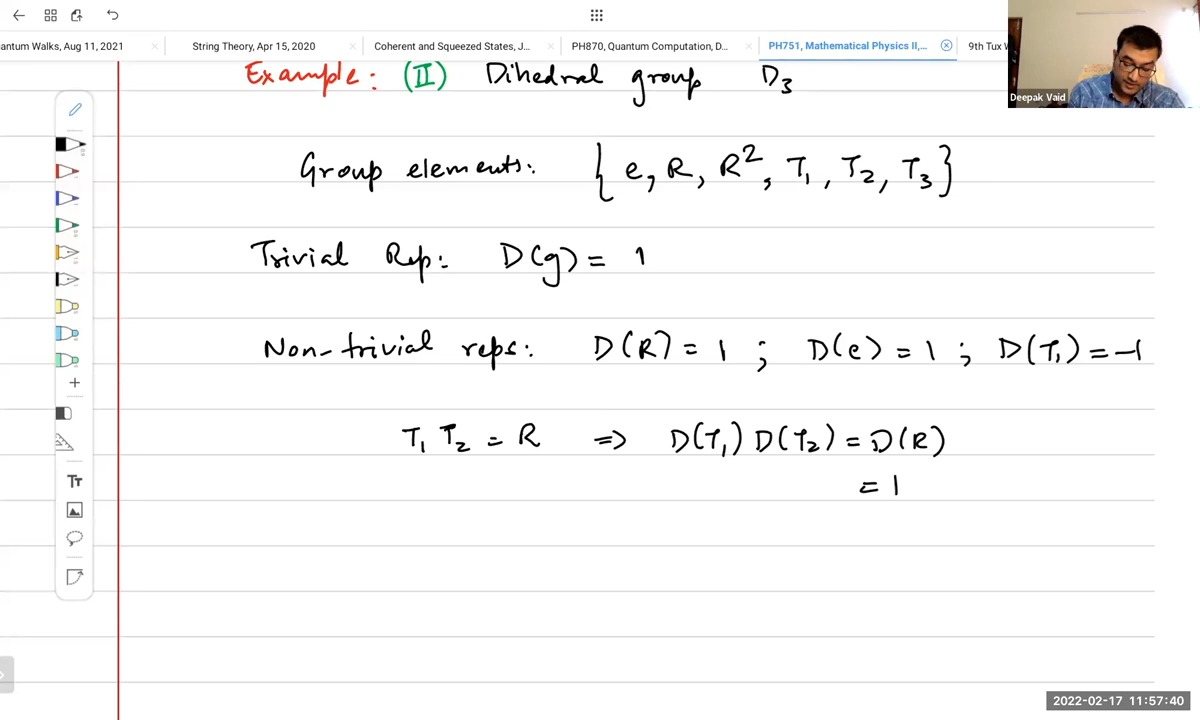 antum Walks, Aug 11, 2021
String Theory, Apr 15, 2020
Coherent and Squeezed States, J...
PH870, Quantum Computation, D...
PH751, Mathematical Physics II,...
9th Tux W
Deepak Vaid
Example: (II) Dihedral group D₃
Group elements: { e, R, R², T₁, T₂, T₃ }
Trivial Rep: D(g) = 1
Non-trivial reps: D(R) = 1 ; D(e) = 1 ; D(T₁) = -1
T₁ T₂ = R ⇒ D(T₁) D(T₂) = D(R)
= 1
Tт
2022-02-17 11:57:40